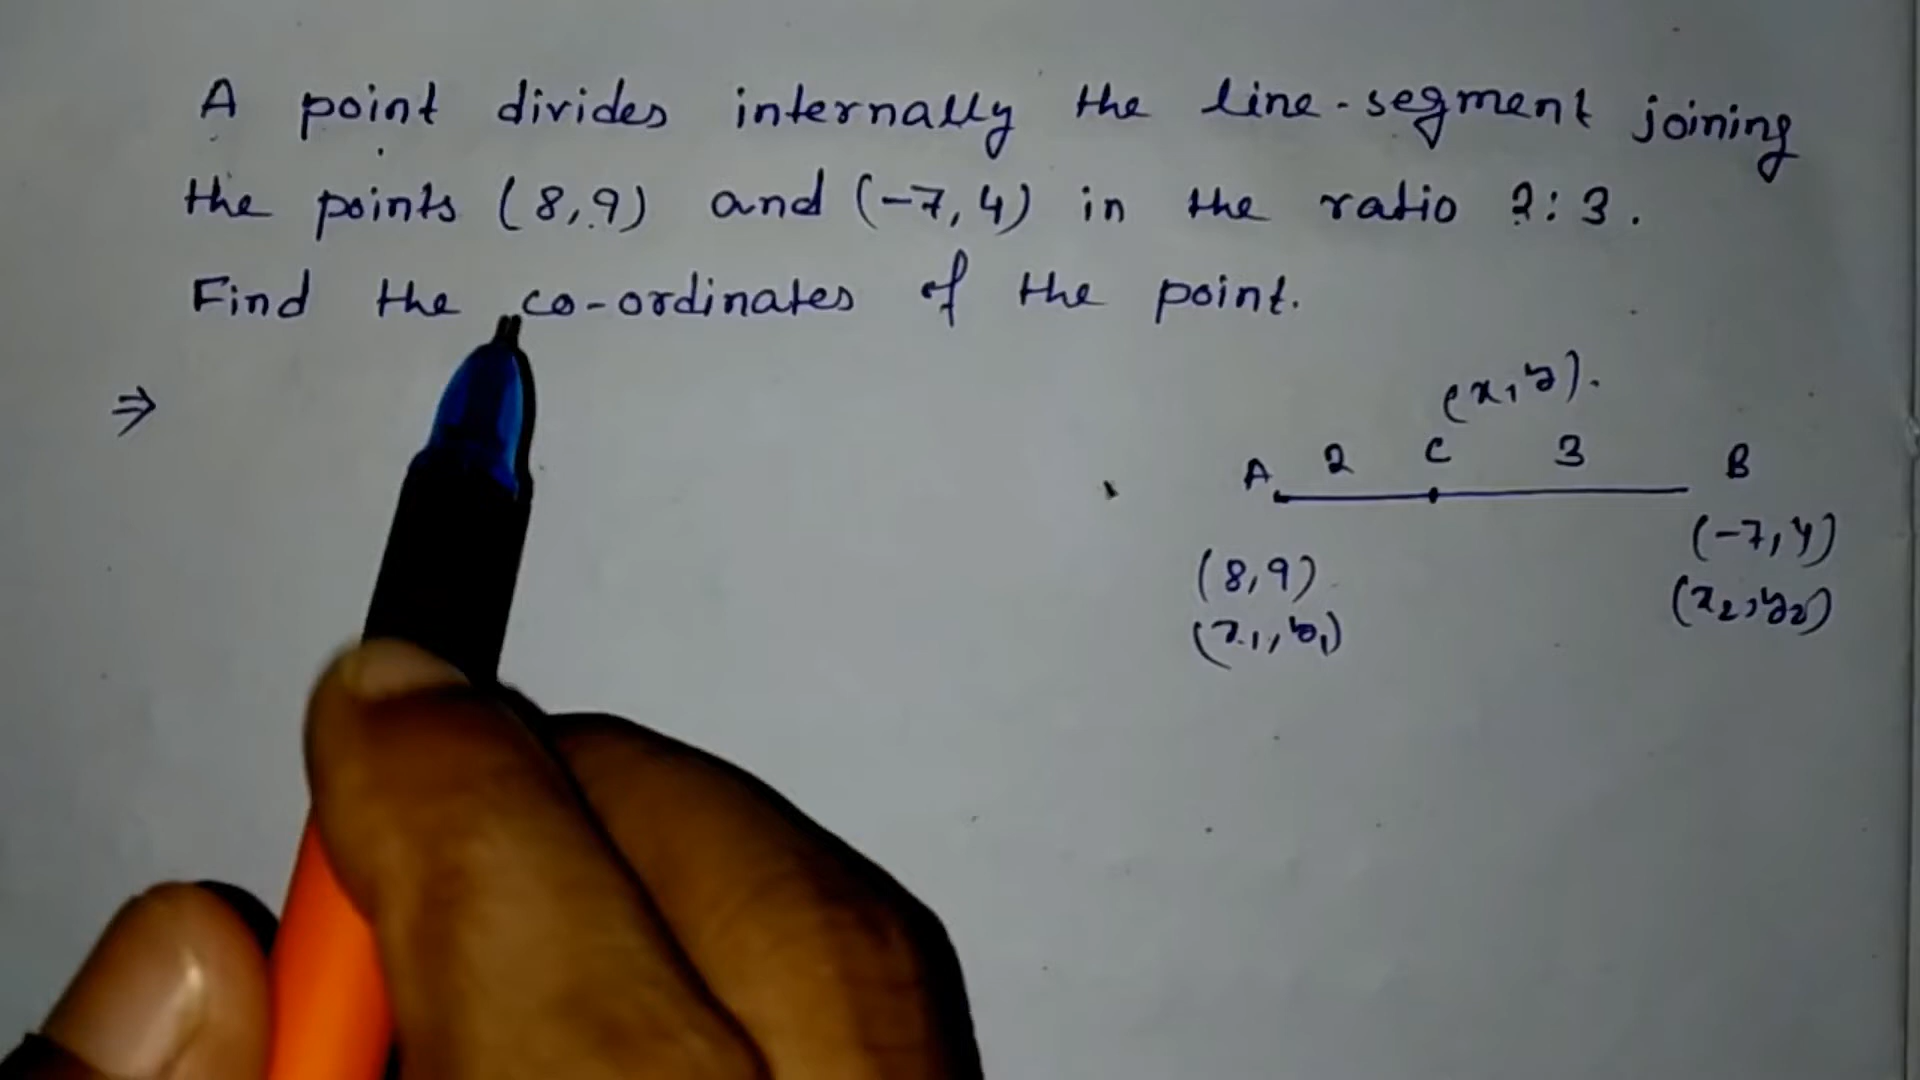 A point divides internally the line-segment joining
the points (8,9) and (-7,4) in the ratio 2:3.
Find the co-ordinates of the point.
⇒
(x,y).
A 2 C 3 B
(-7,4)
(8,9)
(x₂,y₂)
(x₁,y₁)